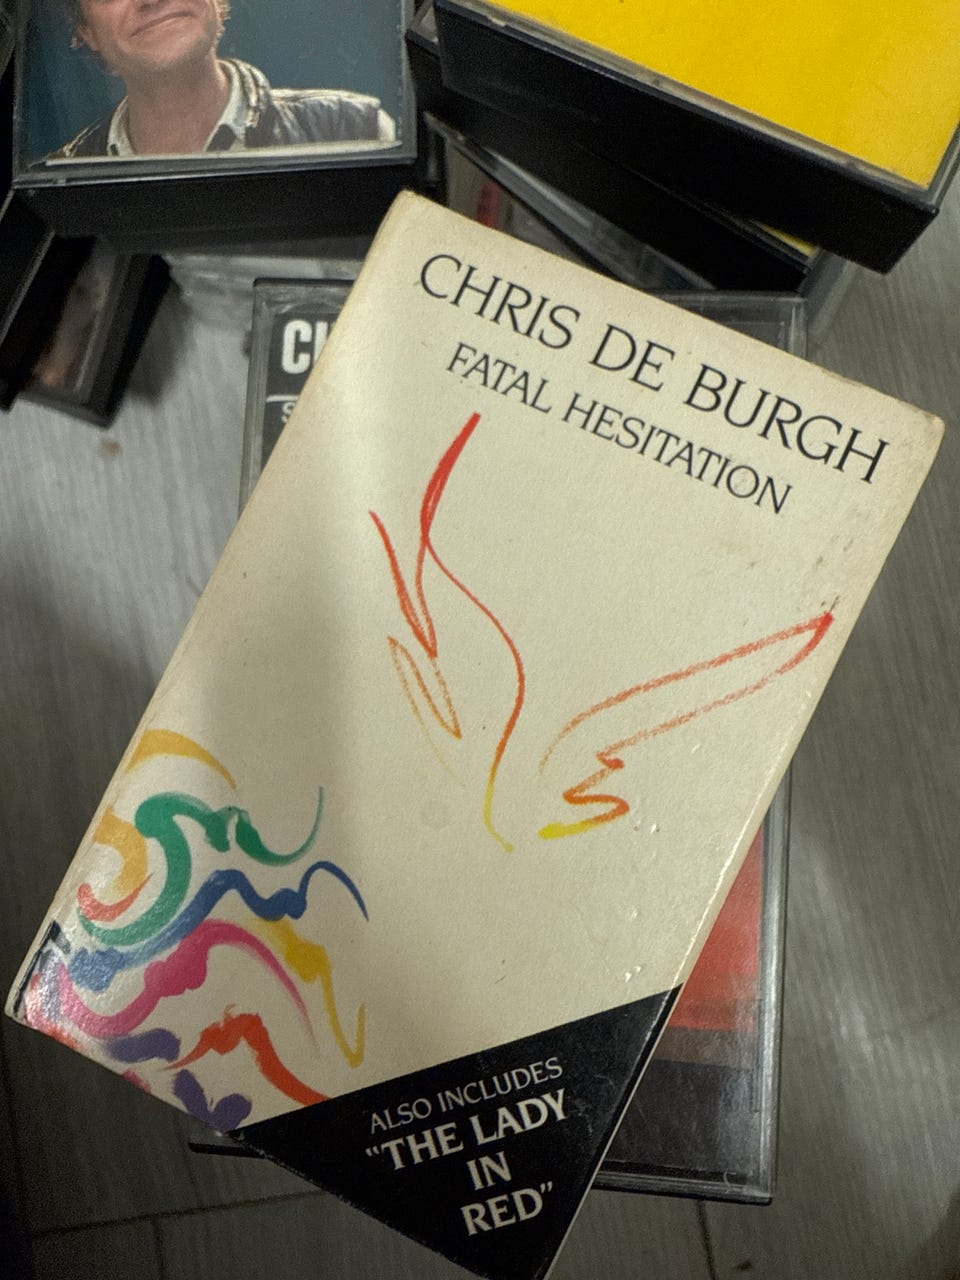 CHRIS DE BURGH
FATAL HESITATION
ALSO INCLUDES
"THE LADY
IN
RED"